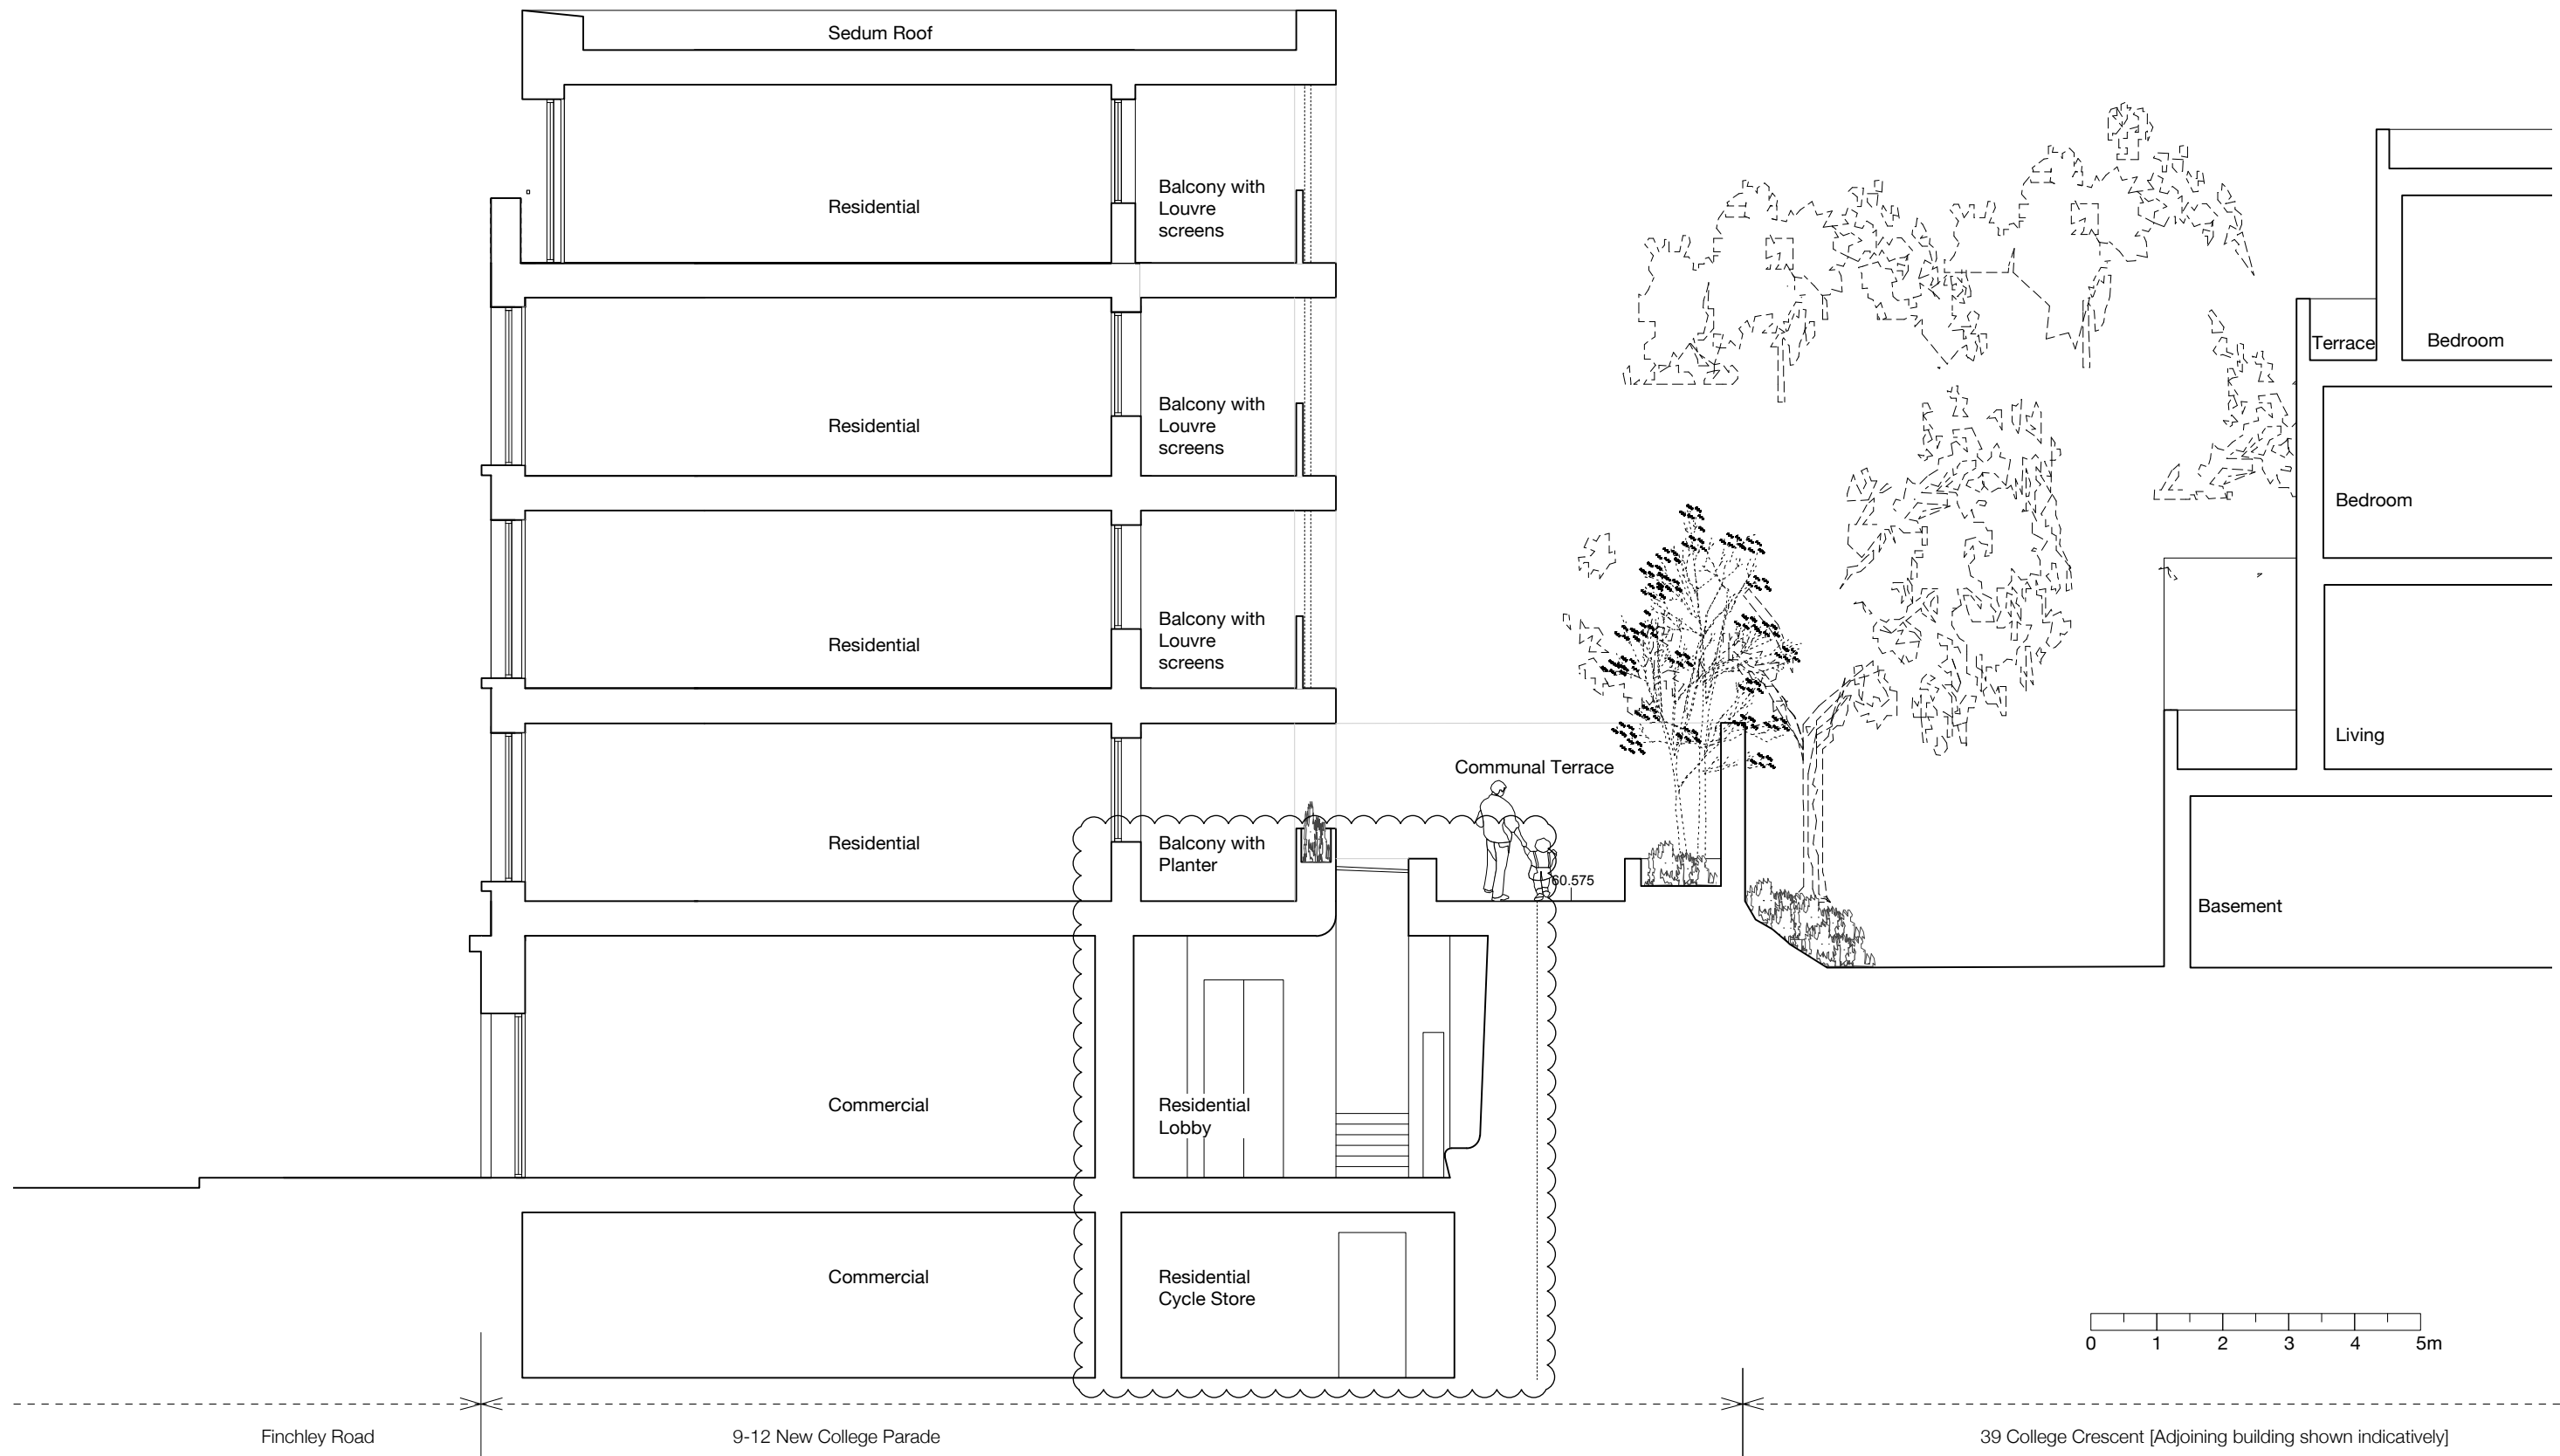 Sedum Roof
Residential
Balcony with
Louvre
screens
Terrace
Bedroom
Residential
Balcony with
Louvre
screens
Bedroom
Residential
Balcony with
Louvre
screens
Living
Communal Terrace
Residential
Balcony with
Planter
60.575
Basement
Commercial
Residential
Lobby
Commercial
Residential
Cycle Store
0 1 2 3 4 5m
Finchley Road
9-12 New College Parade
39 College Crescent [Adjoining building shown indicatively]